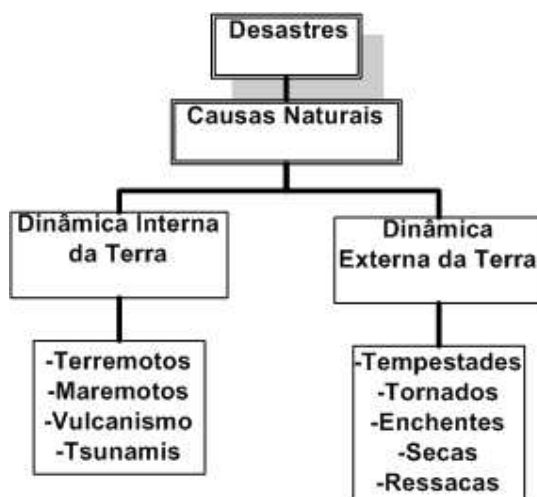 Desastres
Causas Naturais
Dinâmica Interna
da Terra
Dinâmica
Externa da Terra
-Terremotos
-Maremotos
-Vulcanismo
-Tsunamis
-Tempestades
-Tornados
-Enchentes
-Secas
-Ressacas